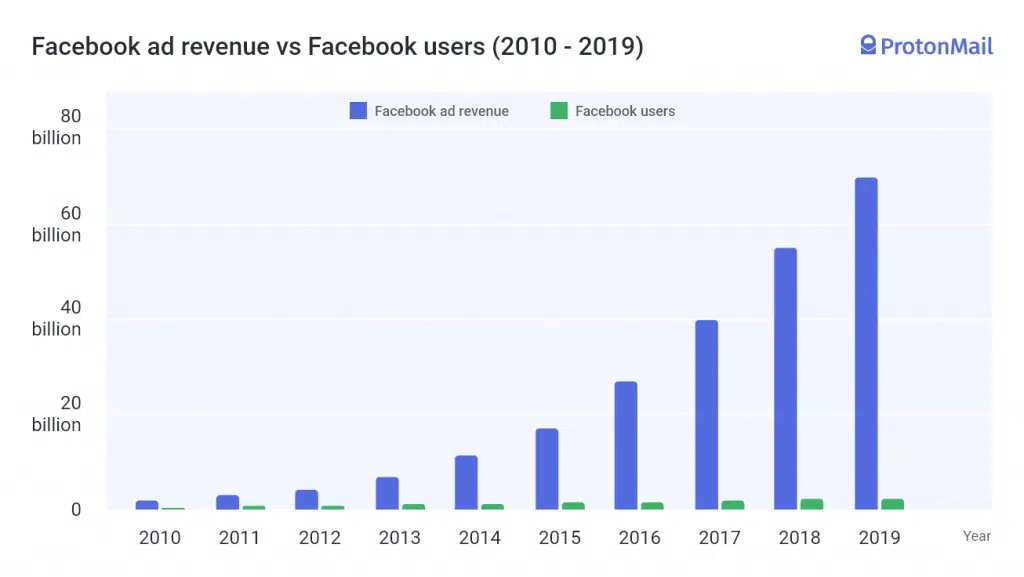 Facebook ad revenue vs Facebook users (2010 - 2019)
ProtonMail
Facebook ad revenue
Facebook users
80
billion
60
billion
40
billion
20
billion
0
2010 2011 2012 2013 2014 2015 2016 2017 2018 2019 Year